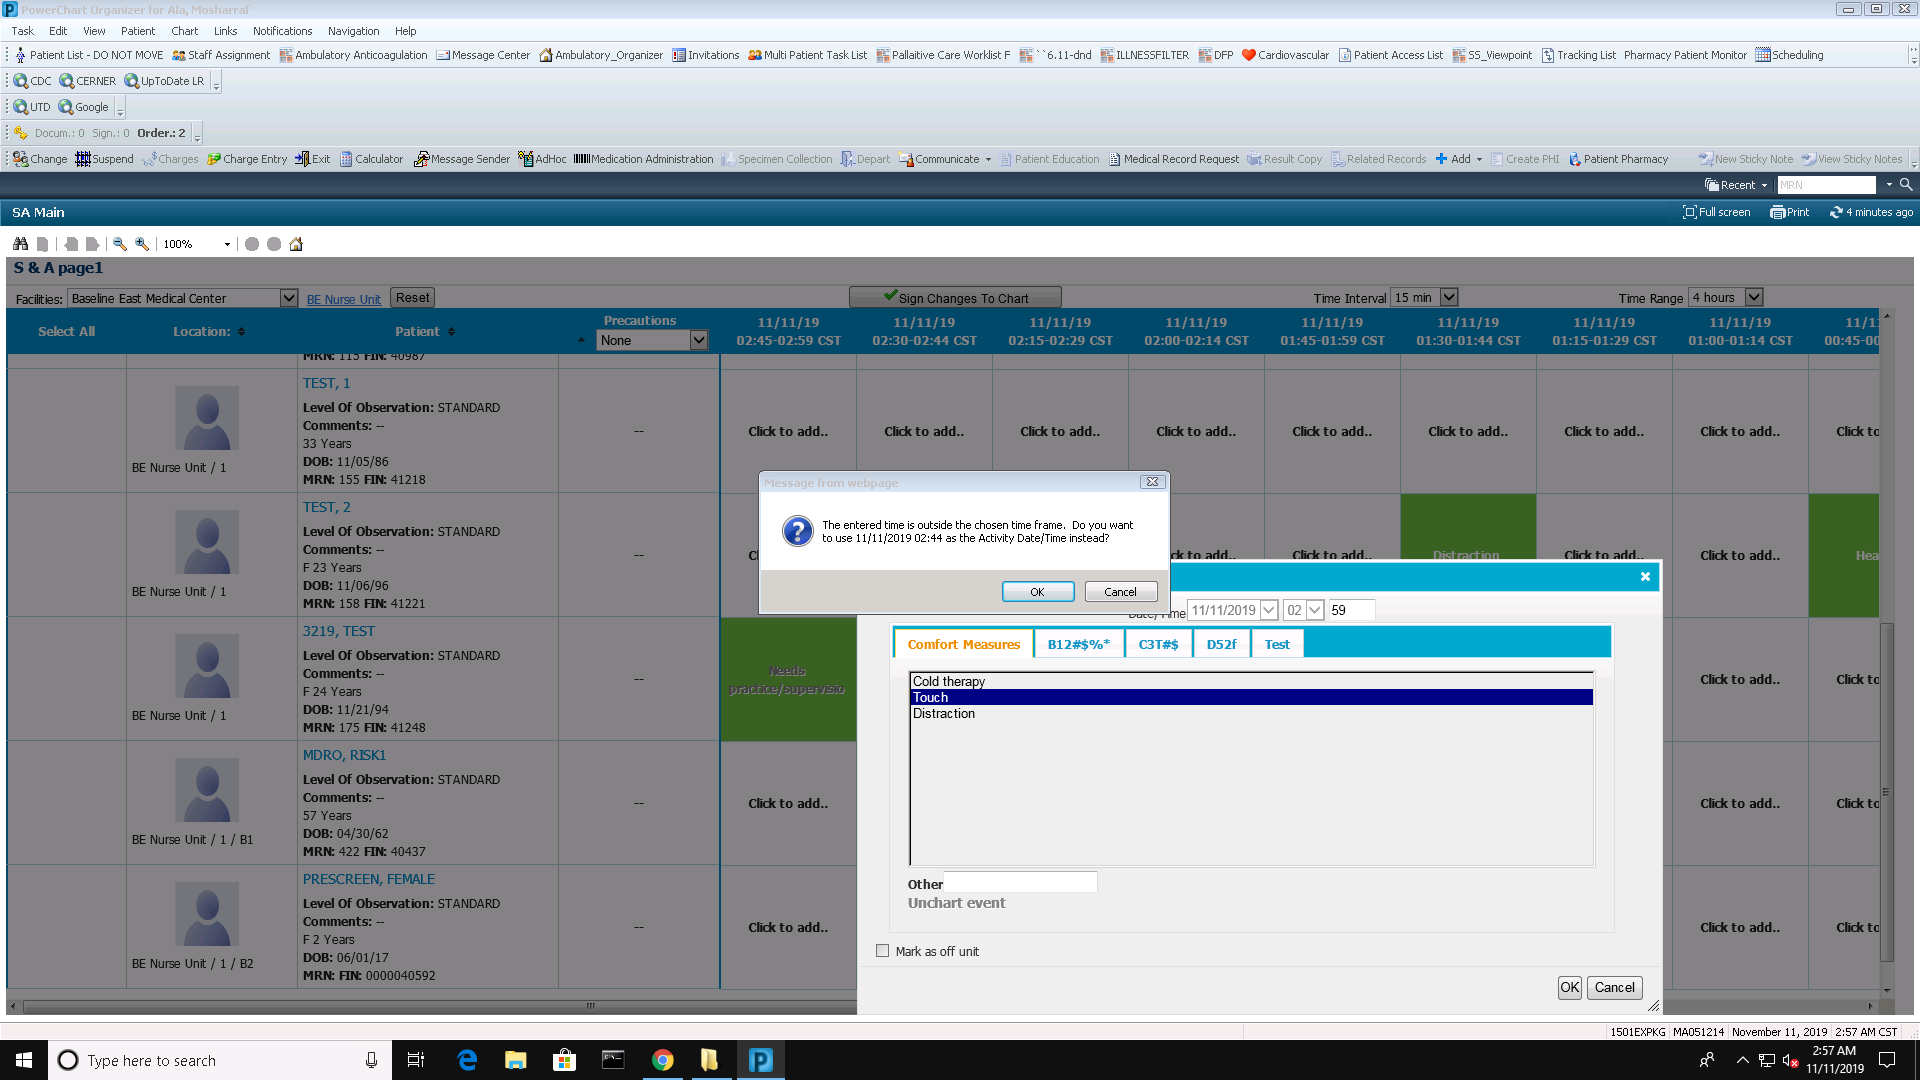 PowerChart Organizer for Ala, Mosharraf
Task Edit View Patient Chart Links Notifications Navigation Help
Patient List - DO NOT MOVE Staff Assignment Ambulatory Anticoagulation Message Center Ambulatory_Organizer Invitations Multi Patient Task List Pallaitive Care Worklist F ``6.11-dnd ILLNESSFILTER DFP Cardiovascular Patient Access List SS_Viewpoint Tracking List Pharmacy Patient Monitor Scheduling
CDC CERNER UpToDate LR
UTD Google
Docum.: 0 Sign.: 0 Order.: 2
Change Suspend Charges Charge Entry Exit Calculator Message Sender AdHoc Medication Administration Specimen Collection Depart Communicate Patient Education Medical Record Request Result Copy Related Records Add Create PHI Patient Pharmacy New Sticky Note View Sticky Notes
Recent MRN
SA Main Full screen Print 4 minutes ago
100%
S & A page1
Facilities: Baseline East Medical Center BE Nurse Unit Reset Sign Changes To Chart Time Interval 15 min Time Range 4 hours
Select All Location: Patient Precautions None
11/11/19 11/11/19 11/11/19 11/11/19 11/11/19 11/11/19 11/11/19 11/11/19 11/1
02:45-02:59 CST 02:30-02:44 CST 02:15-02:29 CST 02:00-02:14 CST 01:45-01:59 CST 01:30-01:44 CST 01:15-01:29 CST 01:00-01:14 CST 00:45-00
MRN: 115 FIN: 40987
TEST, 1
Level Of Observation: STANDARD
Comments: --
33 Years
DOB: 11/05/86
MRN: 155 FIN: 41218
BE Nurse Unit / 1
--
Click to add.. Click to add.. Click to add.. Click to add.. Click to add.. Click to add.. Click to add.. Click to add.. Click to
TEST, 2
Level Of Observation: STANDARD
Comments: --
F 23 Years
DOB: 11/06/96
MRN: 158 FIN: 41221
BE Nurse Unit / 1
--
Distraction Click to add.. Click to add.. Hea
3219, TEST
Level Of Observation: STANDARD
Comments: --
F 24 Years
DOB: 11/21/94
MRN: 175 FIN: 41248
BE Nurse Unit / 1
--
Needs
practice/supervisio
Click to add.. Click to
MDRO, RISK1
Level Of Observation: STANDARD
Comments: --
57 Years
DOB: 04/30/62
MRN: 422 FIN: 40437
BE Nurse Unit / 1 / B1
--
Click to add.. Click to add.. Click to
PRESCREEN, FEMALE
Level Of Observation: STANDARD
Comments: --
F 2 Years
DOB: 06/01/17
MRN: FIN: 0000040592
BE Nurse Unit / 1 / B2
--
Click to add.. Click to add.. Click to
Message from webpage
The entered time is outside the chosen time frame. Do you want
to use 11/11/2019 02:44 as the Activity Date/Time instead?
OK Cancel
Date/Time 11/11/2019 02 59
Comfort Measures B12#$%* C3T#$ D52f Test
Cold therapy
Touch
Distraction
Other
Unchart event
Mark as off unit
OK Cancel
1501EXPKG MA051214 November 11, 2019 2:57 AM CST
Type here to search
2:57 AM
11/11/2019